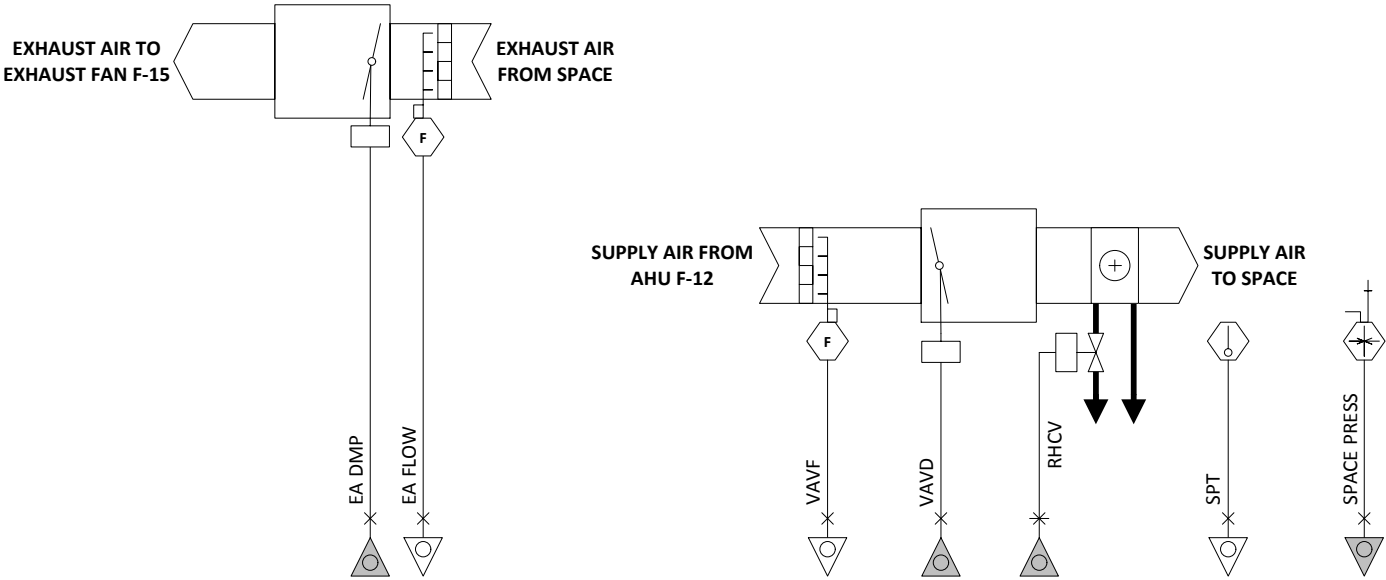 EXHAUST AIR TO
EXHAUST FAN F-15
EXHAUST AIR
FROM SPACE
F
SUPPLY AIR FROM
AHU F-12
SUPPLY AIR
TO SPACE
F
EA DMP
EA FLOW
VAVF
VAVD
RHCV
SPT
SPACE PRESS